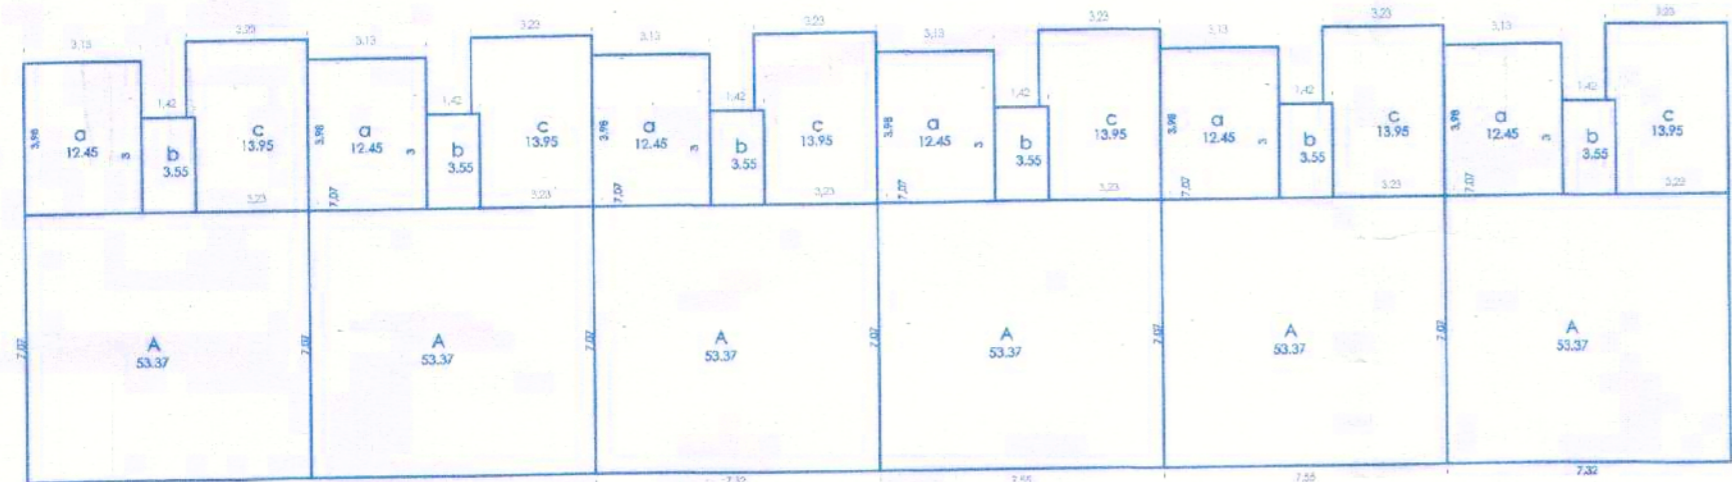 3,13 3,23 3,13 3,23 3,13 3,23 3,13 3,23 3,13 3,23 3,13 3,23
1,42 1,42 1,42 1,42 1,42 1,42
3,98 a 3 b c 3,98 a 3 b c 3,98 a 3 b c 3,98 a 3 b c 3,98 a 3 b c 3,98 a 3 b c
12.45 3.55 13.95 12.45 3.55 13.95 12.45 3.55 13.95 12.45 3.55 13.95 12.45 3.55 13.95 12.45 3.55 13.95
3,23 7,07 3,23 7,07 3,23 7,07 3,23 7,07 3,23 7,07 3,23
7,07 A 7,07 A 7,07 A 7,07 A 7,07 A 7,07 A
53.37 53.37 53.37 53.37 53.37 53.37
7,32 7,55 7,55 7,32